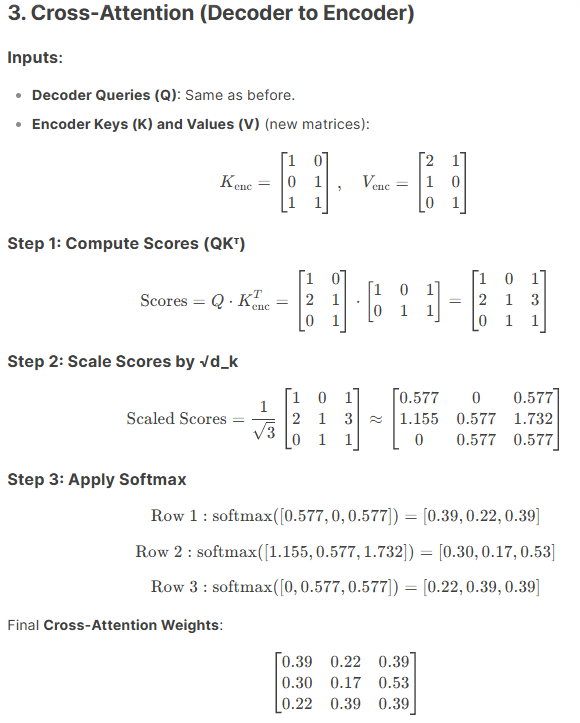 3. Cross-Attention (Decoder to Encoder)
Inputs:
• Decoder Queries (Q): Same as before.
• Encoder Keys (K) and Values (V) (new matrices):
K_enc = [1 0; 0 1; 1 1], V_enc = [2 1; 1 0; 0 1]
Step 1: Compute Scores (QKᵀ)
Scores = Q · K_enc^T = [1 0; 2 1; 0 1] · [1 0 1; 0 1 1] = [1 0 1; 2 1 3; 0 1 1]
Step 2: Scale Scores by √d_k
Scaled Scores = 1/√3 [1 0 1; 2 1 3; 0 1 1] ≈ [0.577 0 0.577; 1.155 0.577 1.732; 0 0.577 0.577]
Step 3: Apply Softmax
Row 1 : softmax([0.577, 0, 0.577]) = [0.39, 0.22, 0.39]
Row 2 : softmax([1.155, 0.577, 1.732]) = [0.30, 0.17, 0.53]
Row 3 : softmax([0, 0.577, 0.577]) = [0.22, 0.39, 0.39]
Final Cross-Attention Weights:
[0.39 0.22 0.39; 0.30 0.17 0.53; 0.22 0.39 0.39]